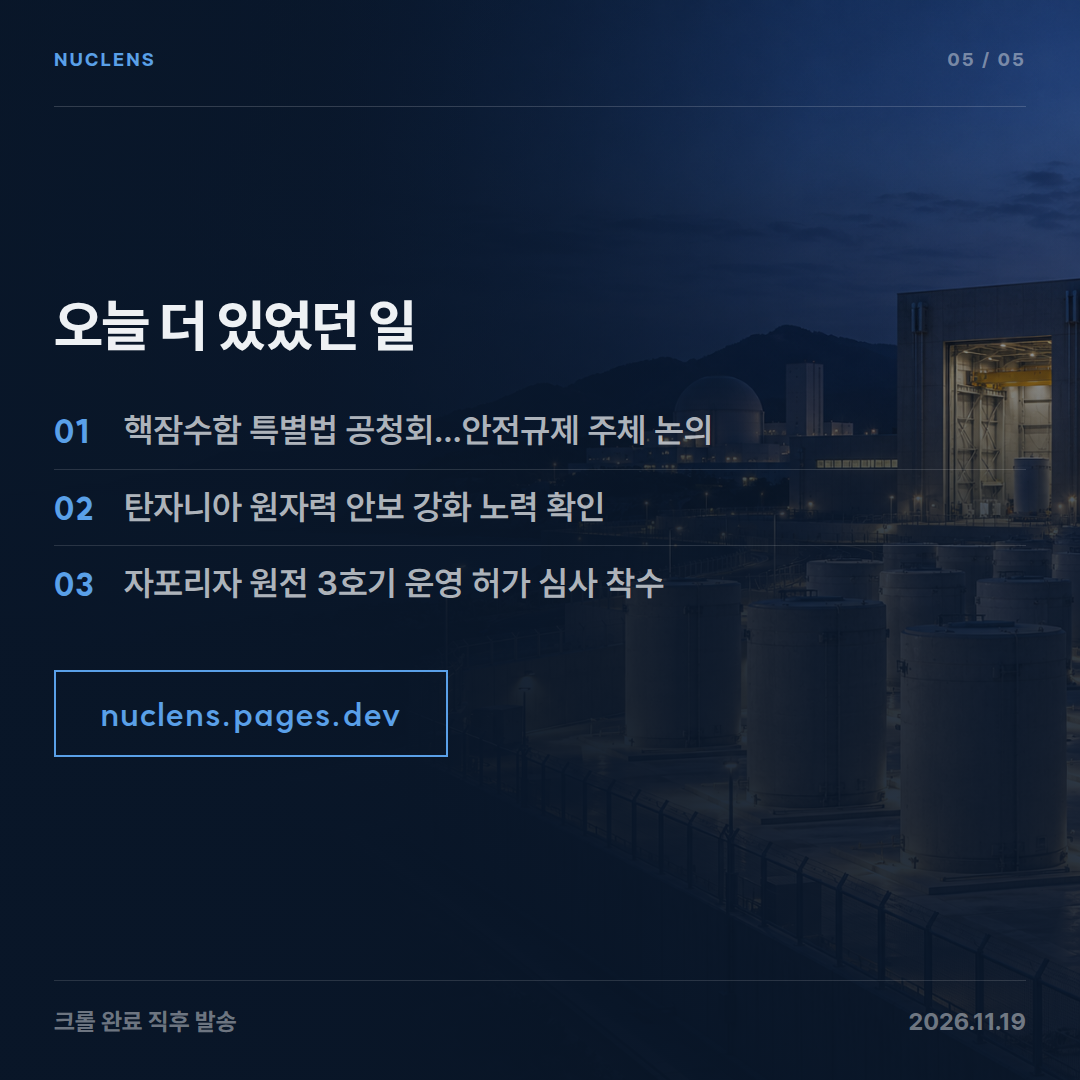 NUCLENS
05 / 05
오늘 더 있었던 일
01 핵잠수함 특별법 공청회...안전규제 주체 논의
02 탄자니아 원자력 안보 강화 노력 확인
03 자포리자 원전 3호기 운영 허가 심사 착수
nuclens.pages.dev
크롤 완료 직후 발송
2026.11.19